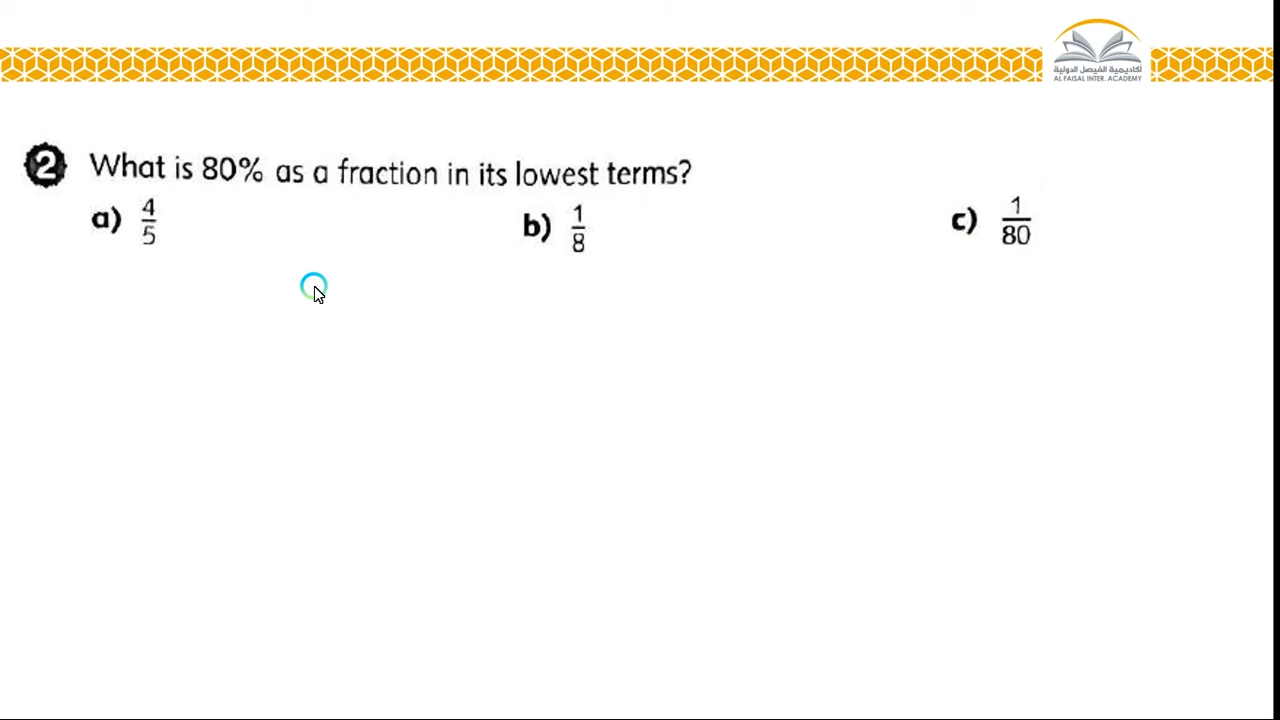 أكاديمية الفيصل الدولية
AL FAISAL INTER. ACADEMY
2 What is 80% as a fraction in its lowest terms?
a) 4/5 b) 1/8 c) 1/80